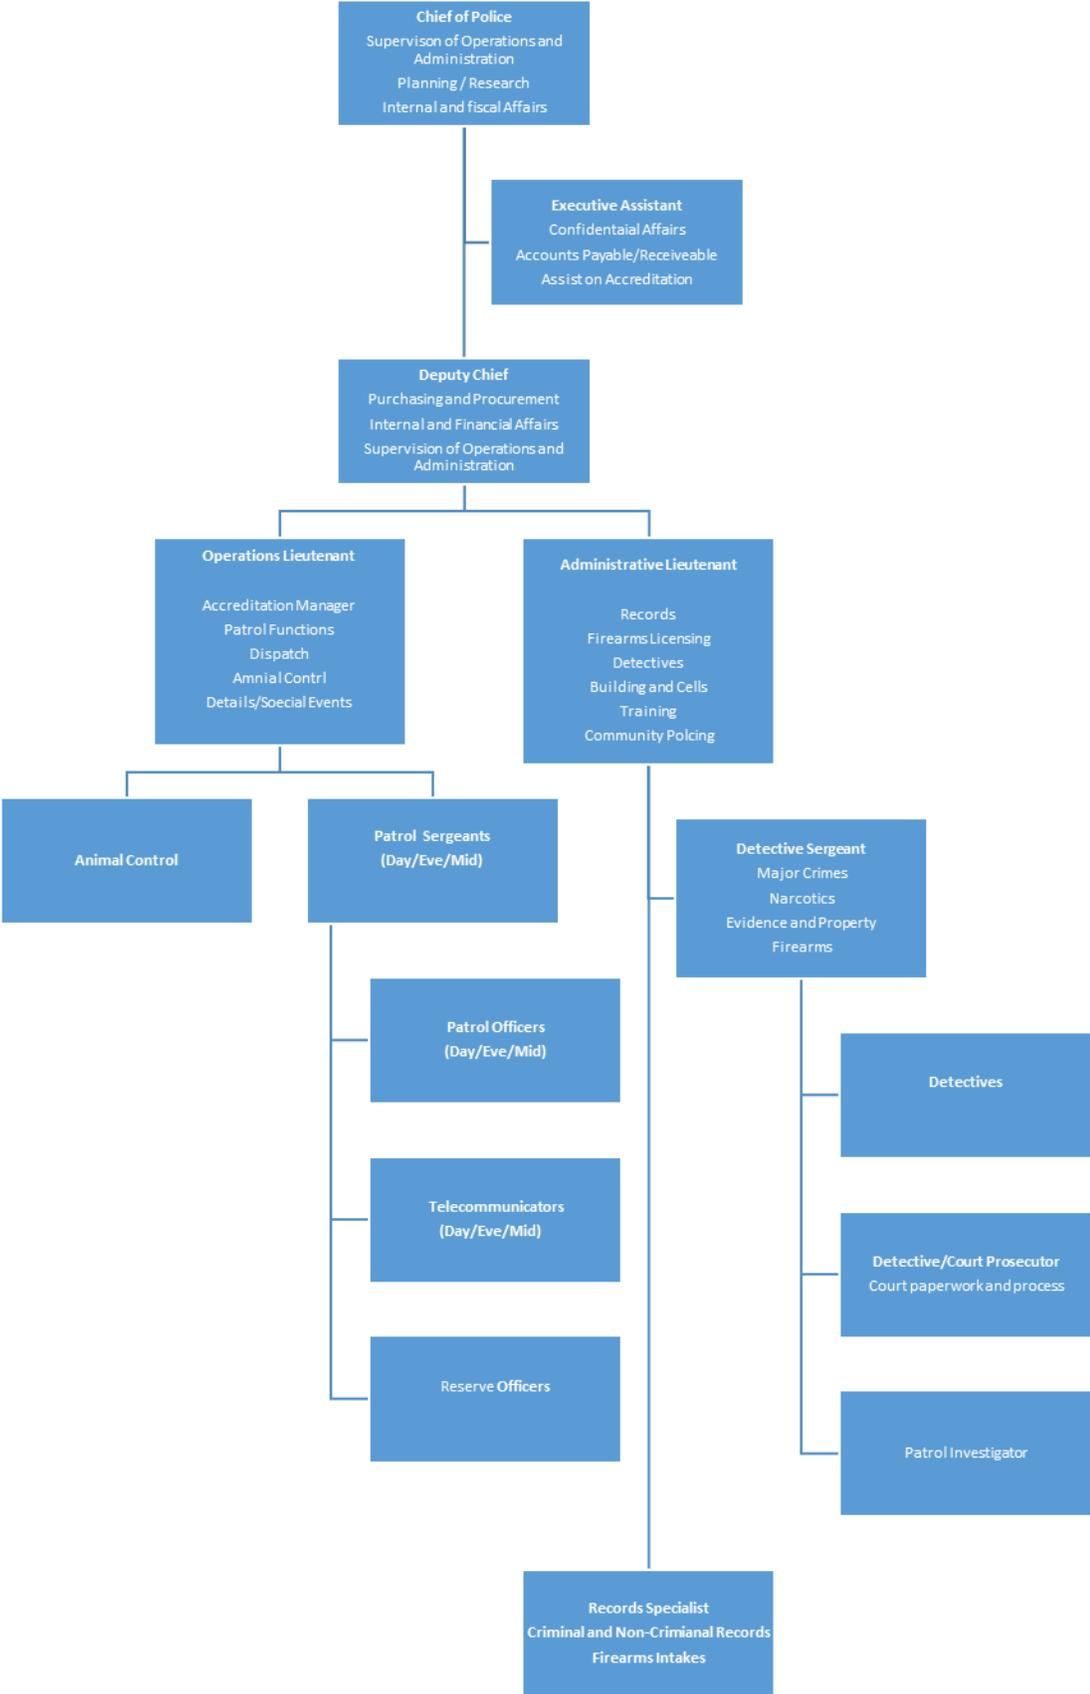 Chief of Police
Supervison of Operations and
Administration
Planning / Research
Internal and fiscal Affairs
Executive Assistant
Confidentaial Affairs
Accounts Payable/Receiveable
Assist on Accreditation
Deputy Chief
Purchasing and Procurement
Internal and Financial Affairs
Supervision of Operations and
Administration
Operations Lieutenant
Accreditation Manager
Patrol Functions
Dispatch
Amnial Contrl
Details/Soecial Events
Administrative Lieutenant
Records
Firearms Licensing
Detectives
Building and Cells
Training
Community Polcing
Animal Control
Patrol Sergeants
(Day/Eve/Mid)
Patrol Officers
(Day/Eve/Mid)
Telecommunicators
(Day/Eve/Mid)
Reserve Officers
Detective Sergeant
Major Crimes
Narcotics
Evidence and Property
Firearms
Detectives
Detective/Court Prosecutor
Court paperwork and process
Patrol Investigator
Records Specialist
Criminal and Non-Crimianal Records
Firearms Intakes